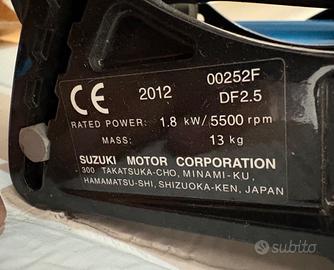 CE 2012 00252F
DF2.5
RATED POWER: 1.8 kW/5500 rpm
MASS: 13 kg
SUZUKI MOTOR CORPORATION
300 TAKATSUKA-CHO, MINAMI-KU,
HAMAMATSU-SHI, SHIZUOKA-KEN, JAPAN
subito